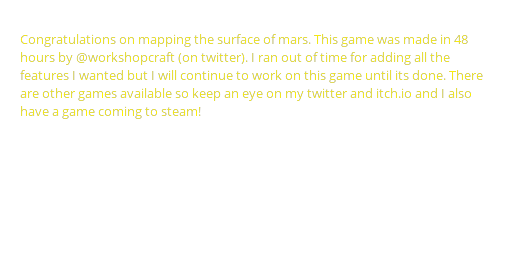 Congratulations on mapping the surface of mars. This game was made in 48
hours by @workshopcraft (on twitter). I ran out of time for adding all the
features I wanted but I will continue to work on this game until its done. There
are other games available so keep an eye on my twitter and itch.io and I also
have a game coming to steam!